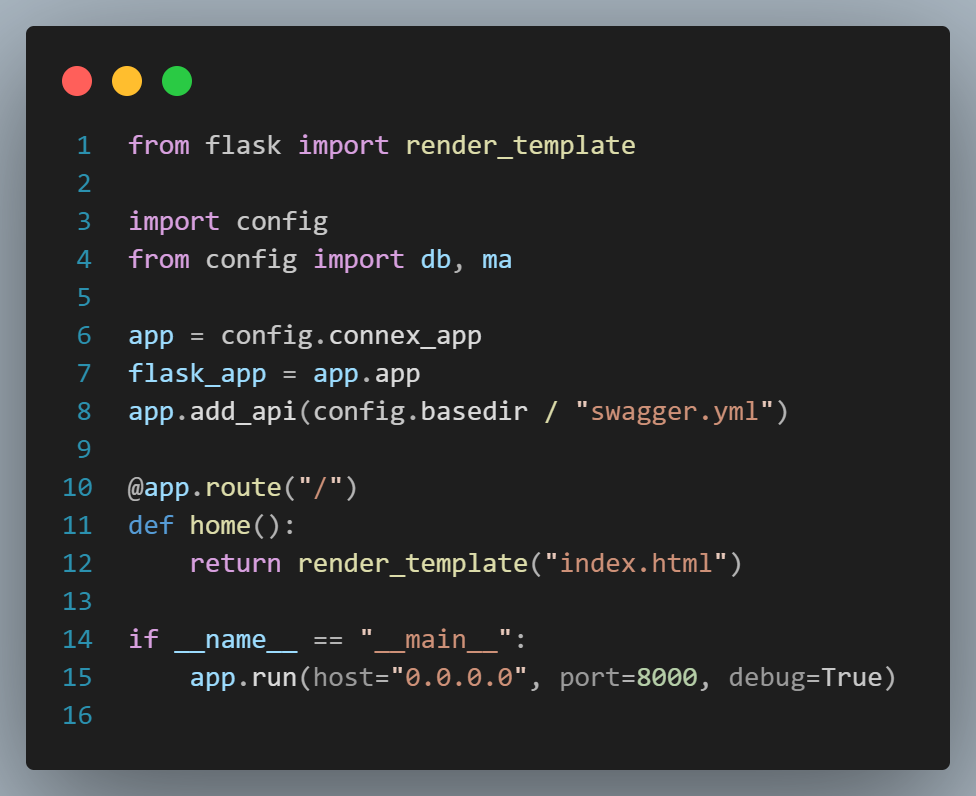 1 from flask import render_template
2
3 import config
4 from config import db, ma
5
6 app = config.connex_app
7 flask_app = app.app
8 app.add_api(config.basedir / "swagger.yml")
9
10 @app.route("/")
11 def home():
12     return render_template("index.html")
13
14 if __name__ == "__main__":
15     app.run(host="0.0.0.0", port=8000, debug=True)
16